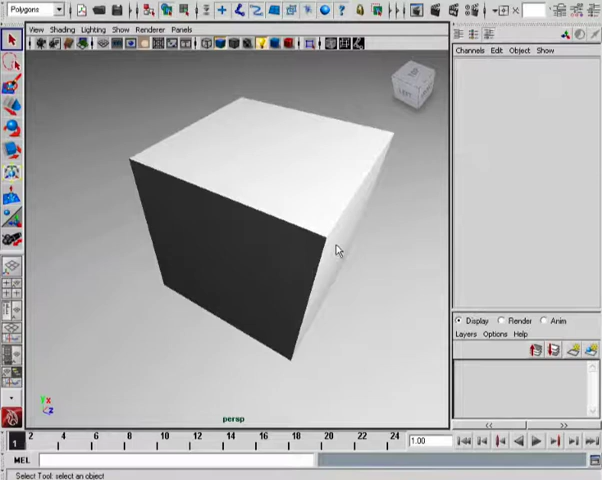 Polygons
View Shading Lighting Show Renderer Panels
Channels Edit Object Show
persp
Display Render Anim
Layers Options Help
<< >>
1 2 4 6 8 10 12 14 16 18 20 22 24 1.00
MEL
Select Tool: select an object